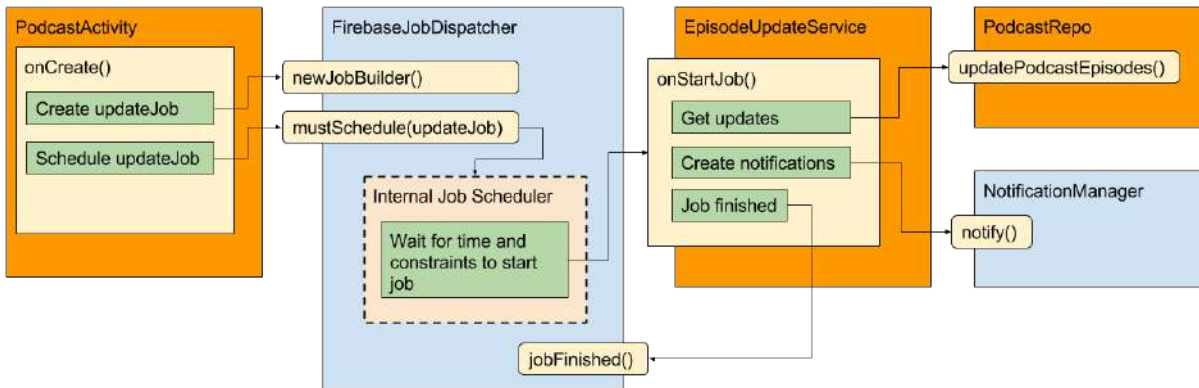 PodcastActivity
onCreate()
Create updateJob
Schedule updateJob
FirebaseJobDispatcher
newJobBuilder()
mustSchedule(updateJob)
Internal Job Scheduler
Wait for time and
constraints to start
job
jobFinished()
EpisodeUpdateService
onStartJob()
Get updates
Create notifications
Job finished
PodcastRepo
updatePodcastEpisodes()
NotificationManager
notify()